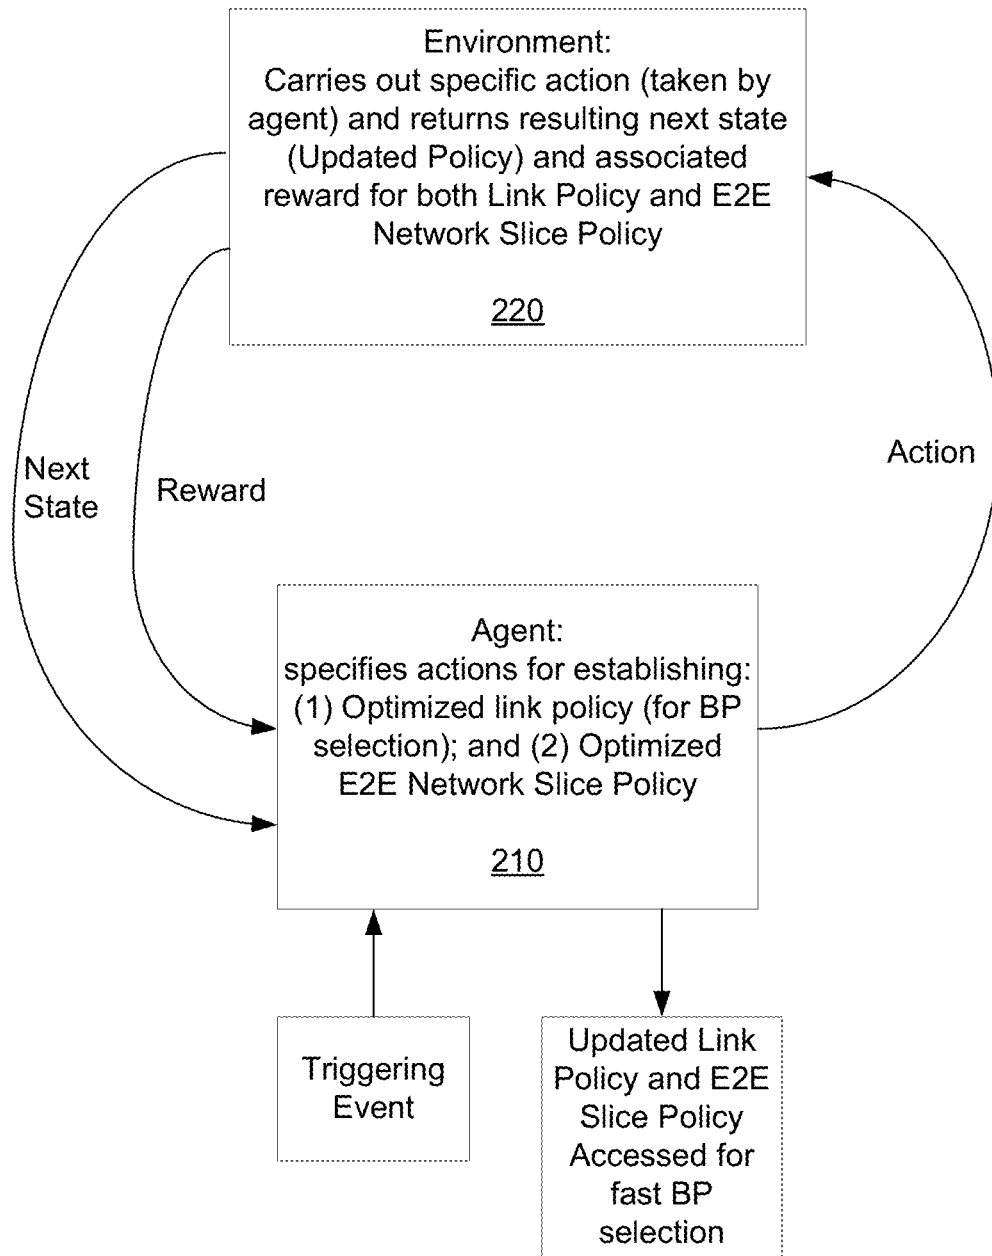 Environment:
Carries out specific action (taken by
agent) and returns resulting next state
(Updated Policy) and associated
reward for both Link Policy and E2E
Network Slice Policy
220
Next
State
Reward
Action
Agent:
specifies actions for establishing:
(1) Optimized link policy (for BP
selection); and (2) Optimized
E2E Network Slice Policy
210
Triggering
Event
Updated Link
Policy and E2E
Slice Policy
Accessed for
fast BP
selection